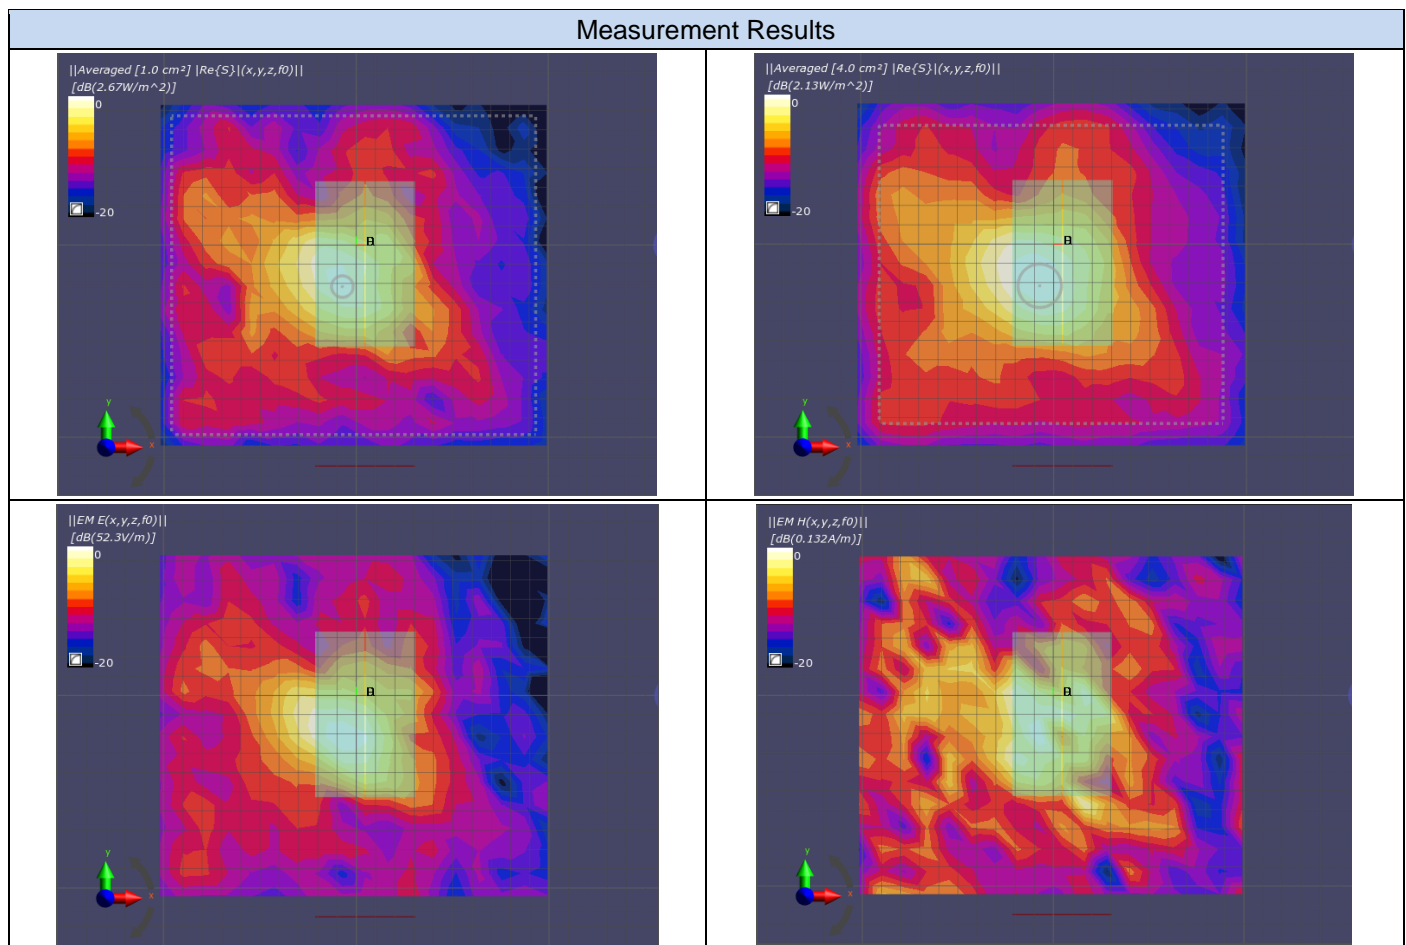 Measurement Results
||Averaged [1.0 cm²] |Re{S}|(x,y,z,f0)||
[dB(2.67W/m^2)]
0
-20
y
x
||Averaged [4.0 cm²] |Re{S}|(x,y,z,f0)||
[dB(2.13W/m^2)]
0
-20
y
x
||EM E(x,y,z,f0)||
[dB(52.3V/m)]
0
-20
y
x
||EM H(x,y,z,f0)||
[dB(0.132A/m)]
0
-20
y
x